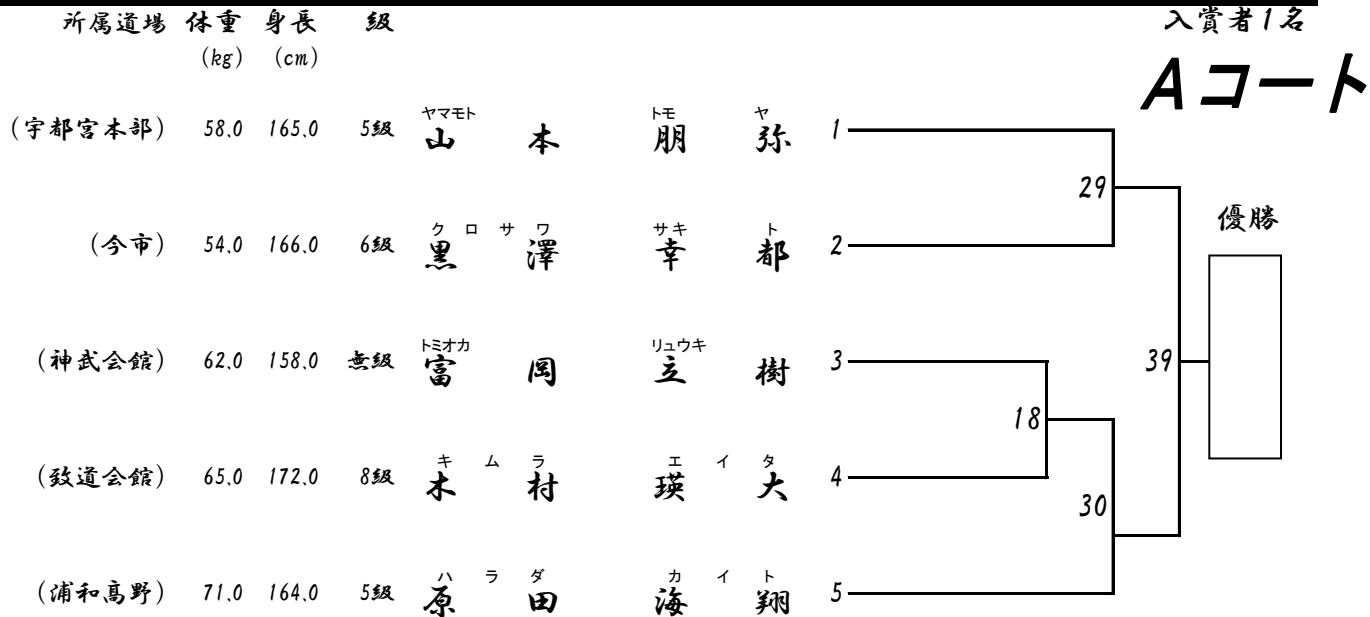 所属道場 体重 身長 級 入賞者1名
(kg) (cm)
Aコート
ヤマモト トモ ヤ
(宇都宮本部) 58.0 165.0 5級 山本 朋弥 1
29
優勝
クロサワ サキ ト
(今市) 54.0 166.0 6級 黒澤 幸都 2
トミオカ リュウキ
(神武会館) 62.0 158.0 無級 富岡 立樹 3
39
18
キムラ エイタ
(致道会館) 65.0 172.0 8級 木村 瑛大 4
30
ハラダ カイト
(浦和高野) 71.0 164.0 5級 原田 海翔 5